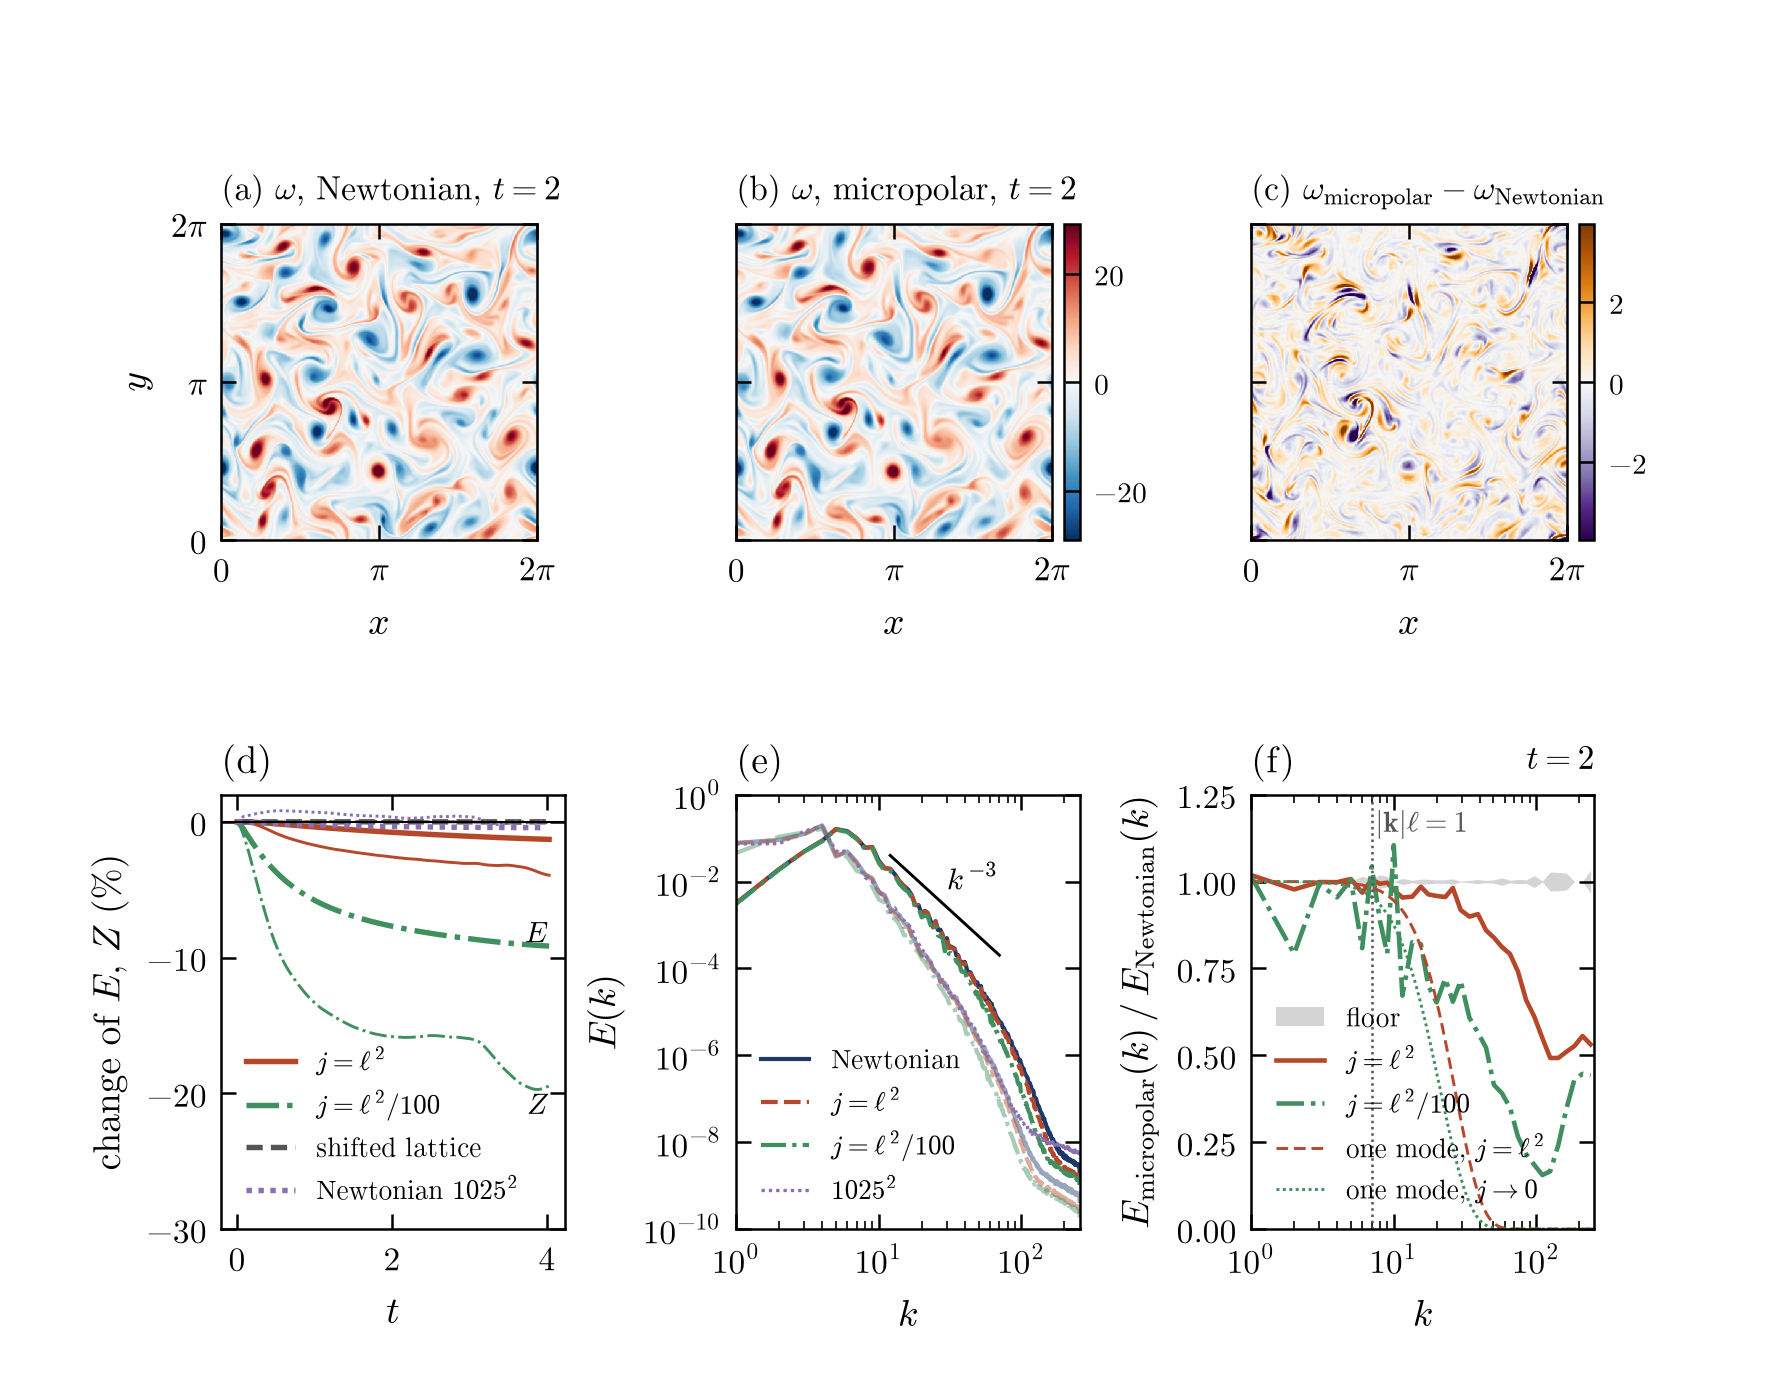 (a) ω, Newtonian, t = 2
(b) ω, micropolar, t = 2
(c) ω_micropolar − ω_Newtonian
2π
π
0
y
0 π 2π
x
20
0
−20
0 π 2π
x
2
0
−2
0 π 2π
x
(d)
change of E, Z (%)
0
−10
−20
−30
E
Z
j = ℓ²
j = ℓ²/100
shifted lattice
Newtonian 1025²
0 2 4
t
(e)
E(k)
10⁰
10⁻²
10⁻⁴
10⁻⁶
10⁻⁸
10⁻¹⁰
k⁻³
Newtonian
j = ℓ²
j = ℓ²/100
1025²
10⁰ 10¹ 10²
k
(f)
t = 2
E_micropolar(k) / E_Newtonian(k)
1.25
1.00
0.75
0.50
0.25
0.00
|k|ℓ = 1
floor
j = ℓ²
j = ℓ²/100
one mode, j = ℓ²
one mode, j → 0
10⁰ 10¹ 10²
k